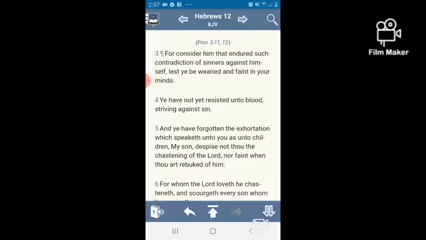 2:07
Hebrews 12
KJV
(Prov 3:11, 12)
3 ¶ For consider him that endured such
contradiction of sinners against him-
self, lest ye be wearied and faint in your
minds.
4 Ye have not yet resisted unto blood,
striving against sin.
5 And ye have forgotten the exhortation
which speaketh unto you as unto chil-
dren, My son, despise not thou the
chastening of the Lord, nor faint when
thou art rebuked of him:
6 For whom the Lord loveth he chas-
teneth, and scourgeth every son whom
Film Maker